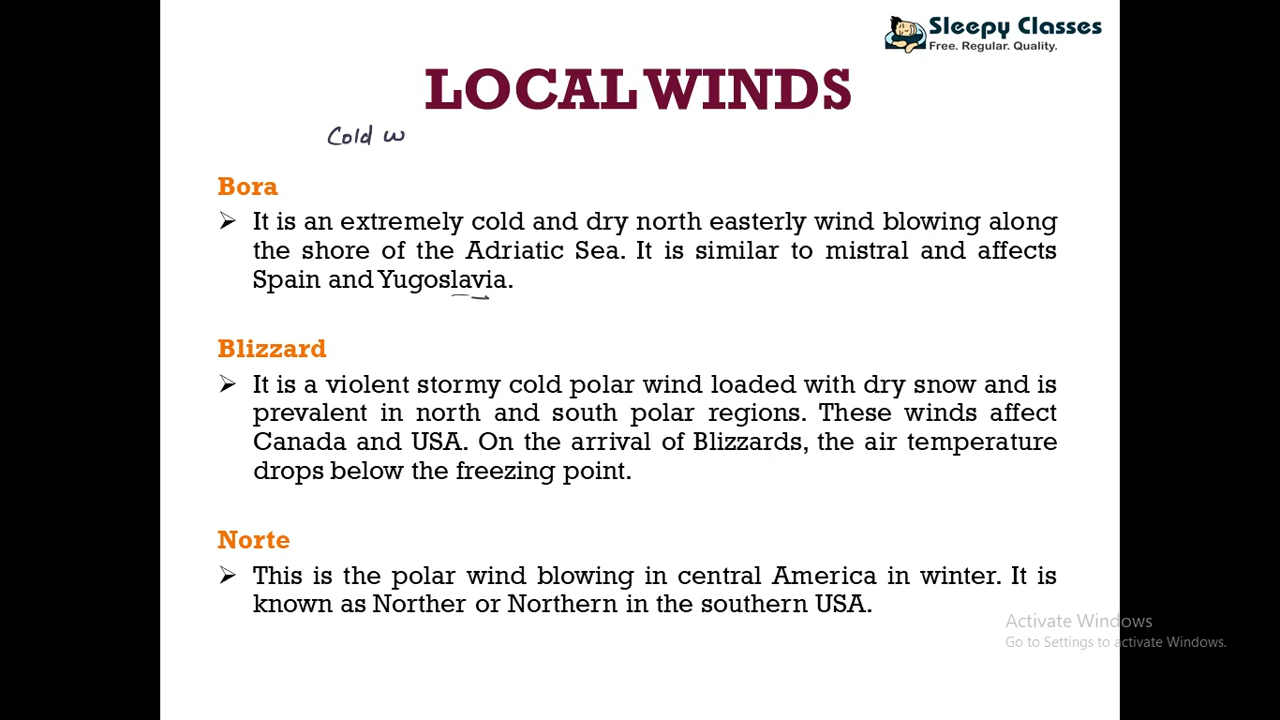 Sleepy Classes
Free. Regular. Quality.
LOCAL WINDS
Cold w
Bora
It is an extremely cold and dry north easterly wind blowing along
the shore of the Adriatic Sea. It is similar to mistral and affects
Spain and Yugoslavia.
Blizzard
It is a violent stormy cold polar wind loaded with dry snow and is
prevalent in north and south polar regions. These winds affect
Canada and USA. On the arrival of Blizzards, the air temperature
drops below the freezing point.
Norte
This is the polar wind blowing in central America in winter. It is
known as Norther or Northern in the southern USA.
Activate Windows
Go to Settings to activate Windows.